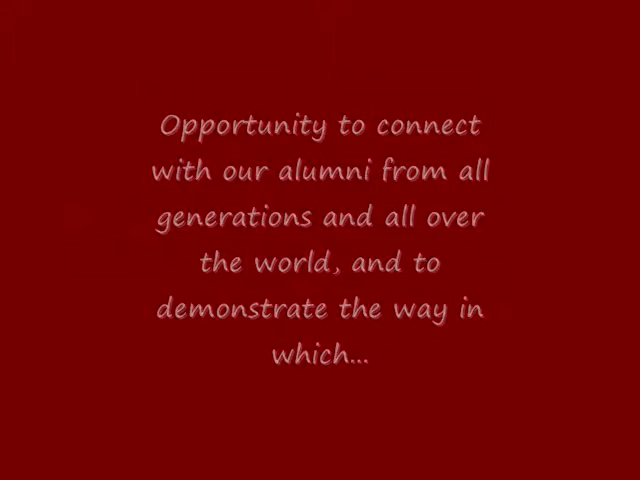 Opportunity to connect
with our alumni from all
generations and all over
the world, and to
demonstrate the way in
which...